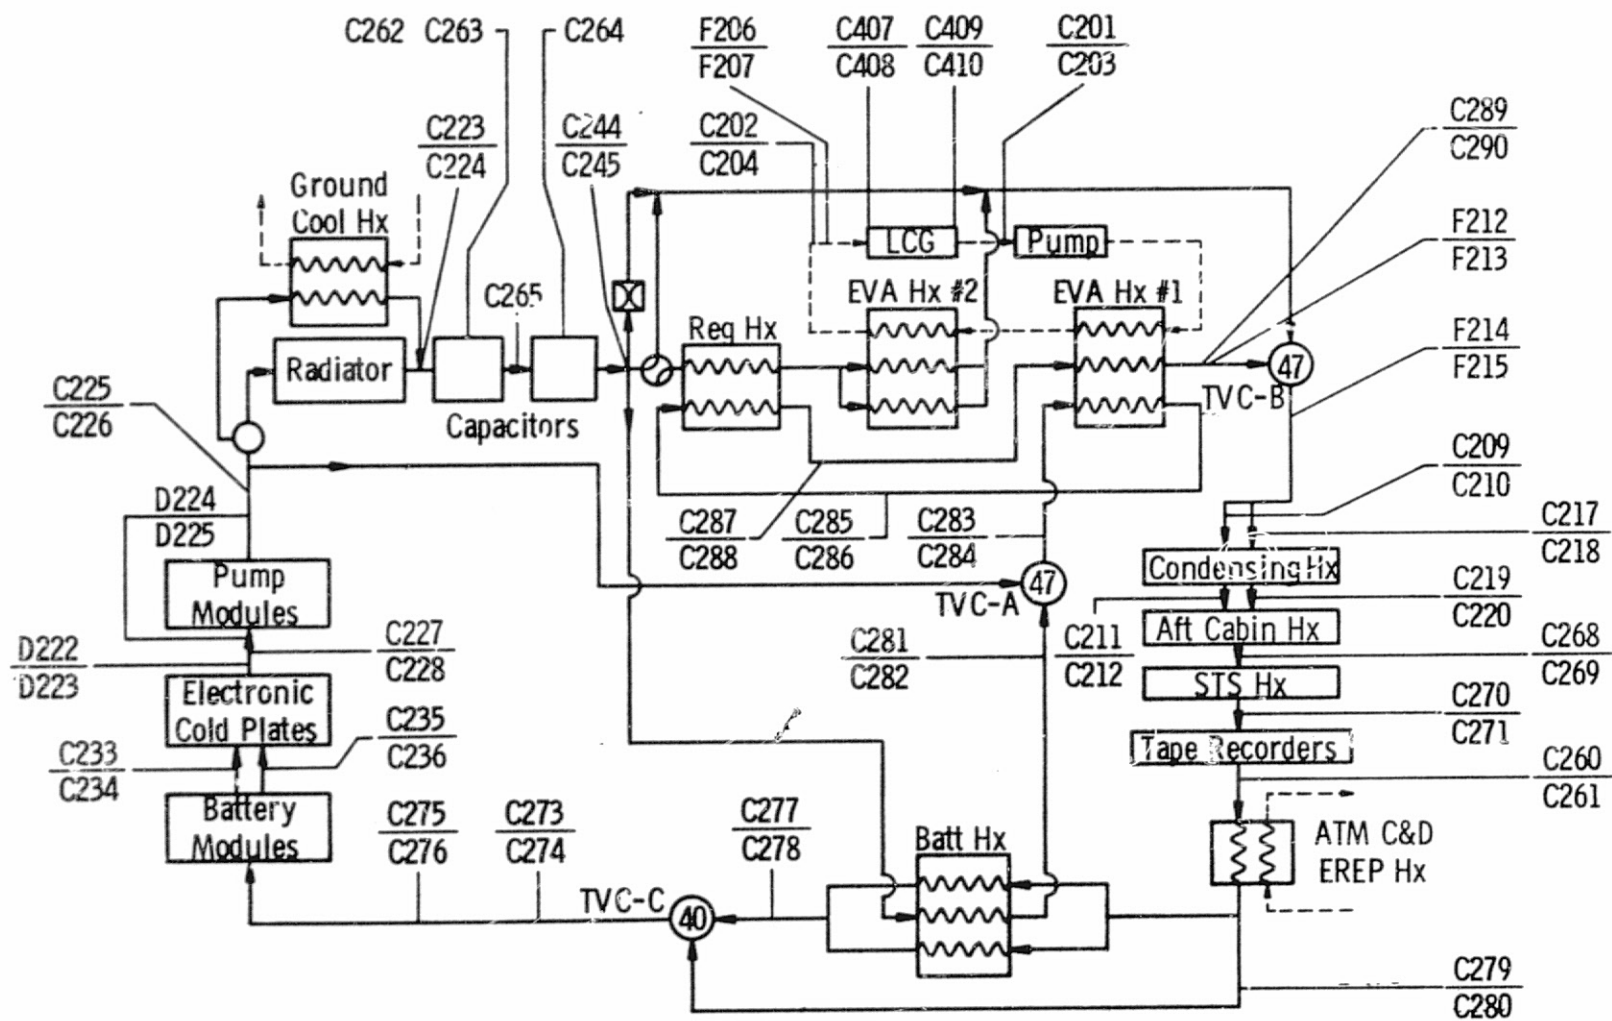 C262 C263 C264
F206
F207
C407
C408
C409
C410
C201
C203
C289
C290
C202
C204
C223
C224
C244
C245
Ground
Cool Hx
LCG
Pump
F212
F213
C265
EVA Hx #2
EVA Hx #1
Reg Hx
Radiator
Capacitors
47
TVC-B
F214
F215
C225
C226
C209
C210
D224
D225
C287
C288
C285
C286
C283
C284
C217
C218
Pump
Modules
47
TVC-A
Condensing Hx
C219
C220
Aft Cabin Hx
C211
C212
C227
C228
D222
D223
C281
C282
C268
C269
STS Hx
Electronic
Cold Plates
C270
C271
Tape Recorders
C235
C236
C233
C234
C260
C261
Battery
Modules
C275
C276
C273
C274
C277
C278
Batt Hx
ATM C&D
EREP Hx
TVC-C
40
C279
C280